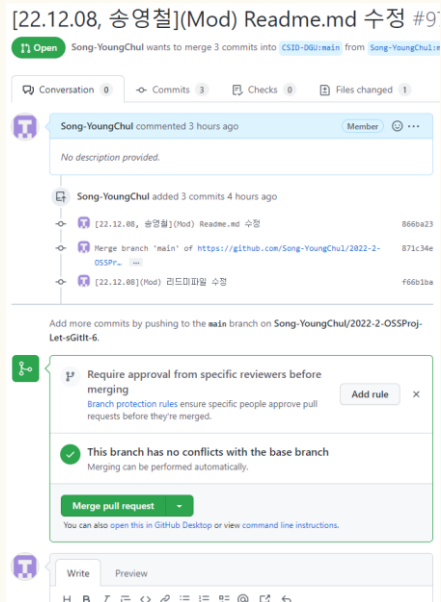 [22.12.08, 송영철](Mod) Readme.md 수정 #97
Open Song-YoungChul wants to merge 3 commits into CSID-DGU:main from Song-YoungChul:
Conversation 0 Commits 3 Checks 0 Files changed 1
Song-YoungChul commented 3 hours ago Member
No description provided.
Song-YoungChul added 3 commits 4 hours ago
[22.12.08, 송영철](Mod) Readme.md 수정 866ba23
Merge branch 'main' of https://github.com/Song-YoungChul/2022-2- 871c34e
OSSPr… …
[22.12.08](Mod) 리드미파일 수정 f66b1ba
Add more commits by pushing to the main branch on Song-YoungChul/2022-2-OSSProj-
Let-sGitIt-6.
Require approval from specific reviewers before
merging
Add rule
Branch protection rules ensure specific people approve pull
requests before they're merged.
This branch has no conflicts with the base branch
Merging can be performed automatically.
Merge pull request
You can also open this in GitHub Desktop or view command line instructions.
Write Preview